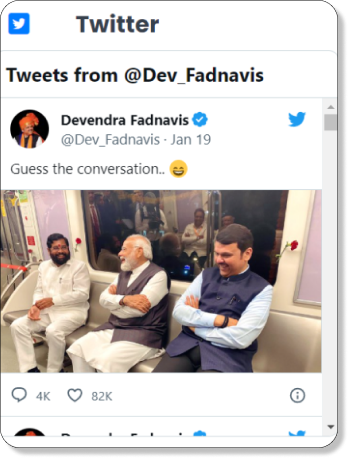 Twitter
Tweets from @Dev_Fadnavis
Devendra Fadnavis
@Dev_Fadnavis · Jan 19
Guess the conversation.. 😄
4K 82K